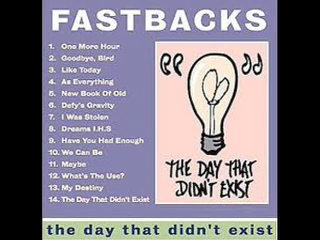 FASTBACKS
1. One More Hour
2. Goodbye, Bird
3. Like Today
4. As Everything
5. New Book Of Old
6. Defy's Gravity
7. I Was Stolen
8. Dreams I.H.S
9. Have You Had Enough
10. We Can Be
11. Maybe
12. What's The Use?
13. My Destiny
14. The Day That Didn't Exist
" "
THE DAY THAT
DIDN'T EXIST
the day that didn't exist